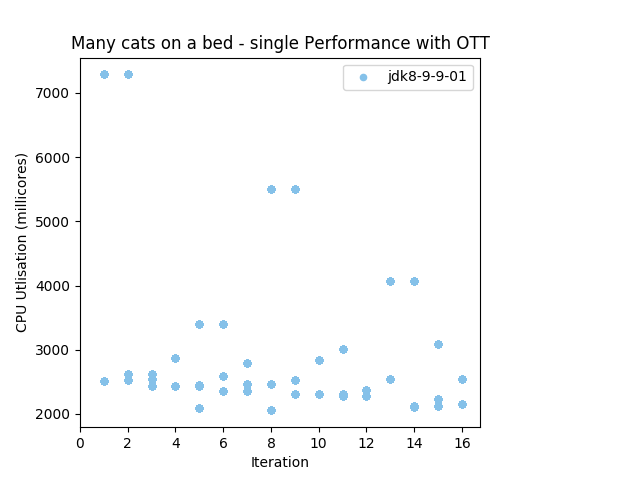 Many cats on a bed - single Performance with OTT
jdk8-9-9-01
CPU Utlisation (millicores)
7000
6000
5000
4000
3000
2000
0 2 4 6 8 10 12 14 16
Iteration